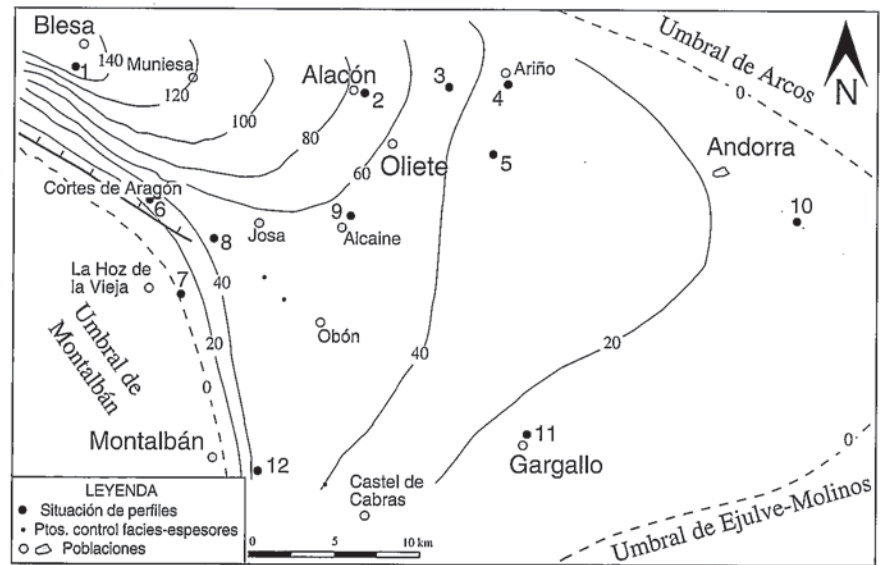 Blesa
1
140
Muniesa
120
100
Alacón
2
80
3
Ariño
4
Umbral de Arcos
0
N
Oliete
60
5
Andorra
10
Cortes de Aragón
6
Josa
9
Alcaine
8
La Hoz de
la Vieja
7
40
Obón
20
0
Umbral de
Montalbán
40
20
Montalbán
12
11
Gargallo
Castel de
Cabras
0
Umbral de Ejulve-Molinos
LEYENDA
Situación de perfiles
Ptos. control facies-espesores
Poblaciones
0 5 10 km